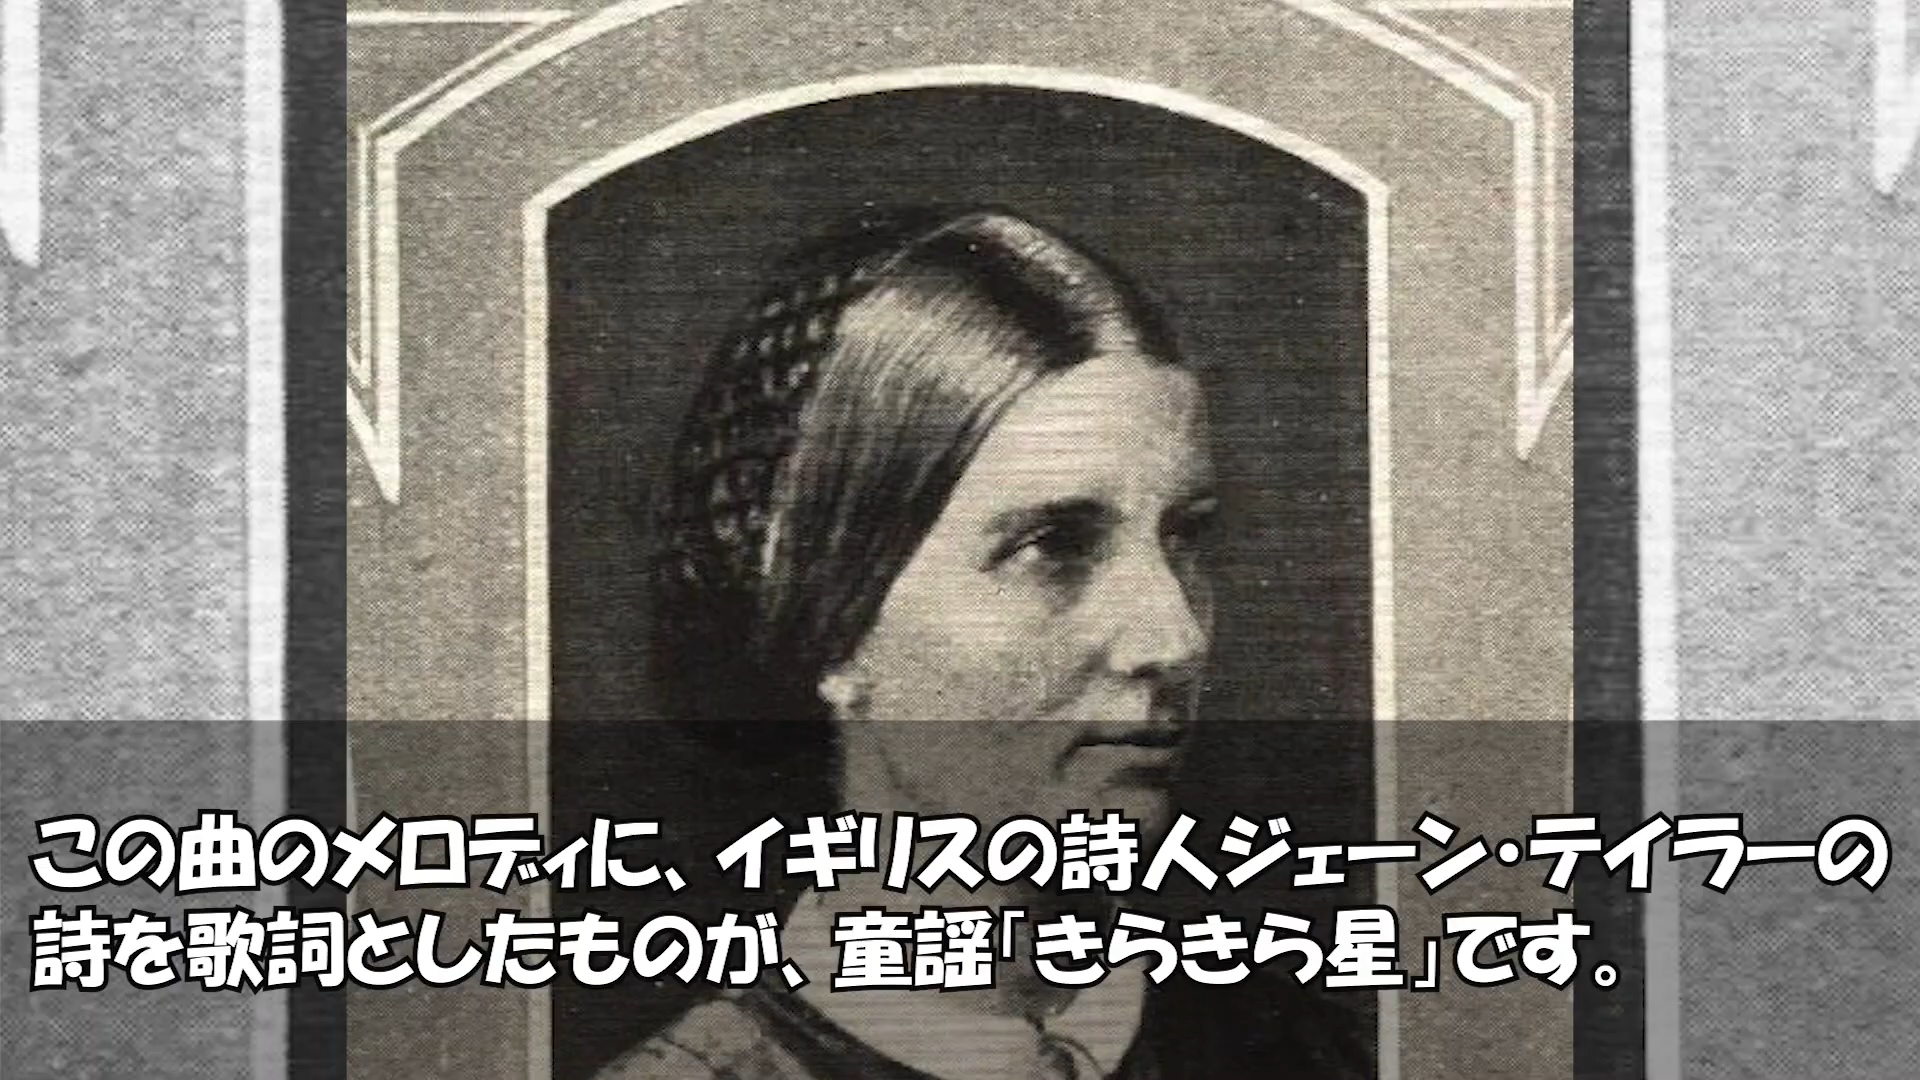 この曲のメロディに、イギリスの詩人ジェーン・テイラーの
詩を歌詞としたものが、童謡「きらきら星」です。